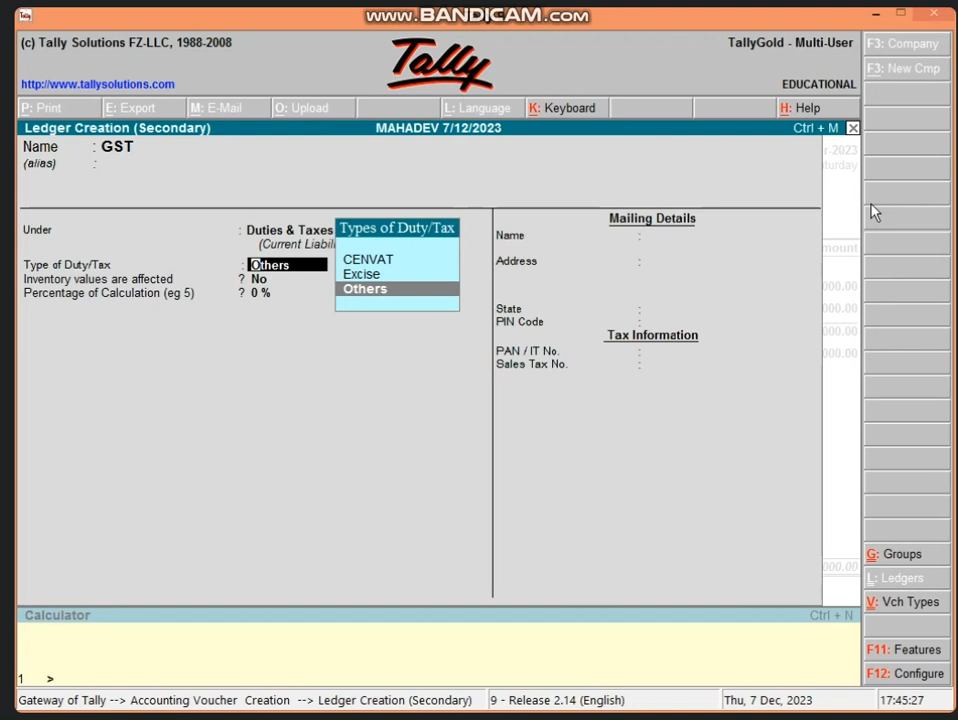 www.BANDICAM.com
Tally
(c) Tally Solutions FZ-LLC, 1988-2008
TallyGold - Multi-User
F3: Company
F3: New Cmp
Tally
http://www.tallysolutions.com
EDUCATIONAL
P: Print E: Export M: E-Mail O: Upload L: Language K: Keyboard H: Help
Ledger Creation (Secondary) MAHADEV 7/12/2023 Ctrl + M
Name : GST
(alias) :
Under : Duties & Taxes
Types of Duty/Tax
CENVAT
Excise
Others
Type of Duty/Tax : Others
Inventory values are affected ? No
Percentage of Calculation (eg 5) ? 0 %
Mailing Details
Name :
Address :
State :
PIN Code :
Tax Information
PAN / IT No. :
Sales Tax No. :
G: Groups
L: Ledgers
V: Vch Types
F11: Features
F12: Configure
Calculator Ctrl + N
1 >
Gateway of Tally --> Accounting Voucher Creation --> Ledger Creation (Secondary) 9 - Release 2.14 (English) Thu, 7 Dec, 2023 17:45:27